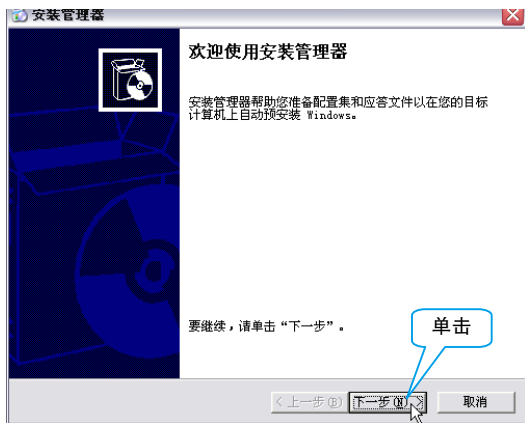 安装管理器
欢迎使用安装管理器
安装管理器帮助您准备配置集和应答文件以在您的目标
计算机上自动预安装 Windows。
要继续，请单击“下一步”。
单击
< 上一步(B) 下一步(N) > 取消